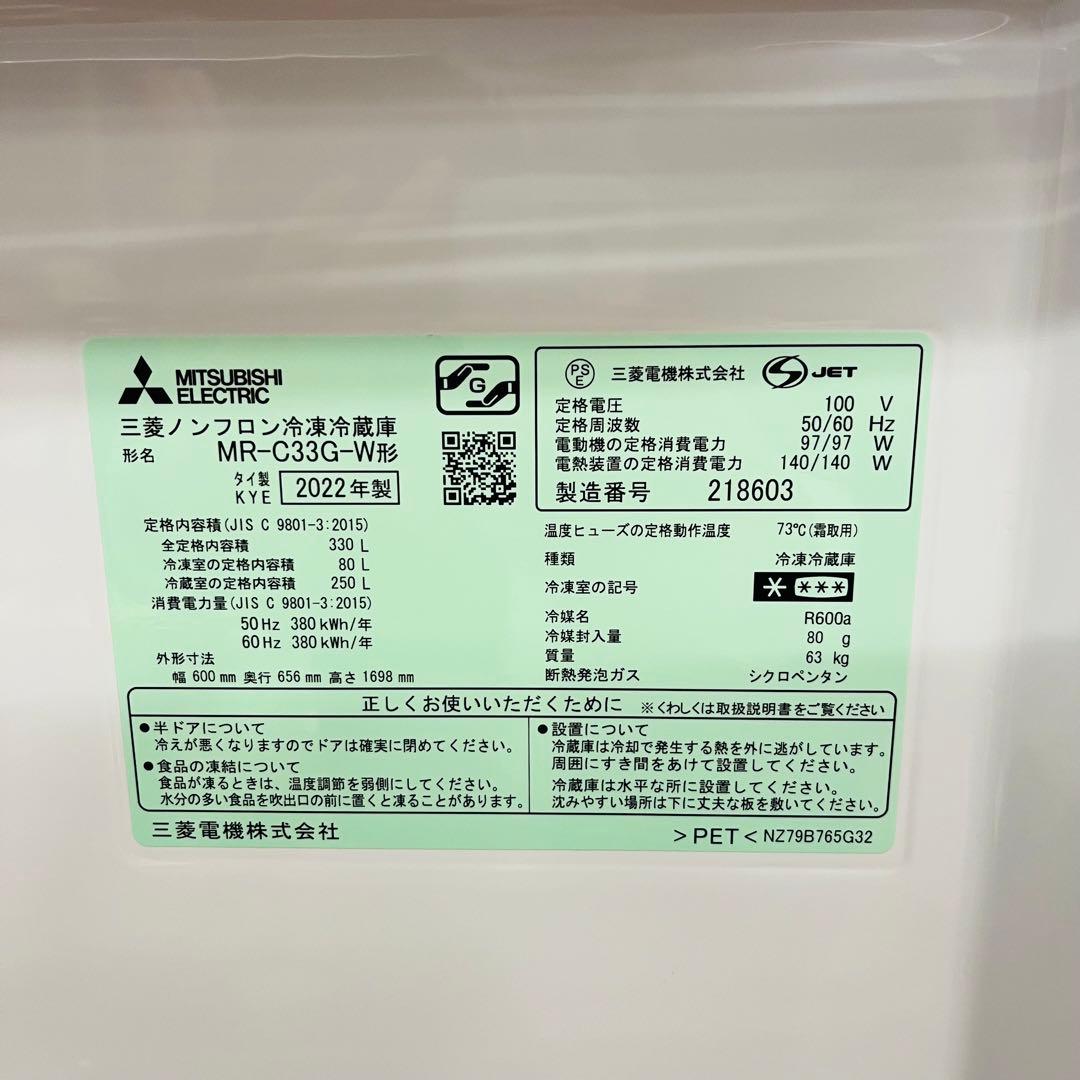 MITSUBISHI
ELECTRIC
三菱ノンフロン冷凍冷蔵庫
形名 MR-C33G-W形
タイ製
KYE 2022年製
G
定格内容積(JIS C 9801-3:2015)
全定格内容積 330 L
冷凍室の定格内容積 80 L
冷蔵室の定格内容積 250 L
消費電力量(JIS C 9801-3:2015)
50Hz 380kWh/年
60Hz 380kWh/年
外形寸法
幅 600mm 奥行 656mm 高さ 1698mm
PS
E
三菱電機株式会社 S JET
定格電圧 100 V
定格周波数 50/60 Hz
電動機の定格消費電力 97/97 W
電熱装置の定格消費電力 140/140 W
製造番号 218603
温度ヒューズの定格動作温度 73℃(霜取用)
種類 冷凍冷蔵庫
冷凍室の記号 * ***
冷媒名 R600a
冷媒封入量 80 g
質量 63 kg
断熱発泡ガス シクロペンタン
正しくお使いいただくために ※くわしくは取扱説明書をご覧ください
●半ドアについて
冷えが悪くなりますのでドアは確実に閉めてください。
●食品の凍結について
食品が凍るときは、温度調節を弱側にしてください。
水分の多い食品を吹出口の前に置くと凍ることがあります。
●設置について
冷蔵庫は冷却で発生する熱を外に逃がしています。
周囲にすき間をあけて設置してください。
冷蔵庫は水平な所に設置してください。
沈みやすい場所は下に丈夫な板を敷いてください。
三菱電機株式会社
>PET< NZ79B765G32